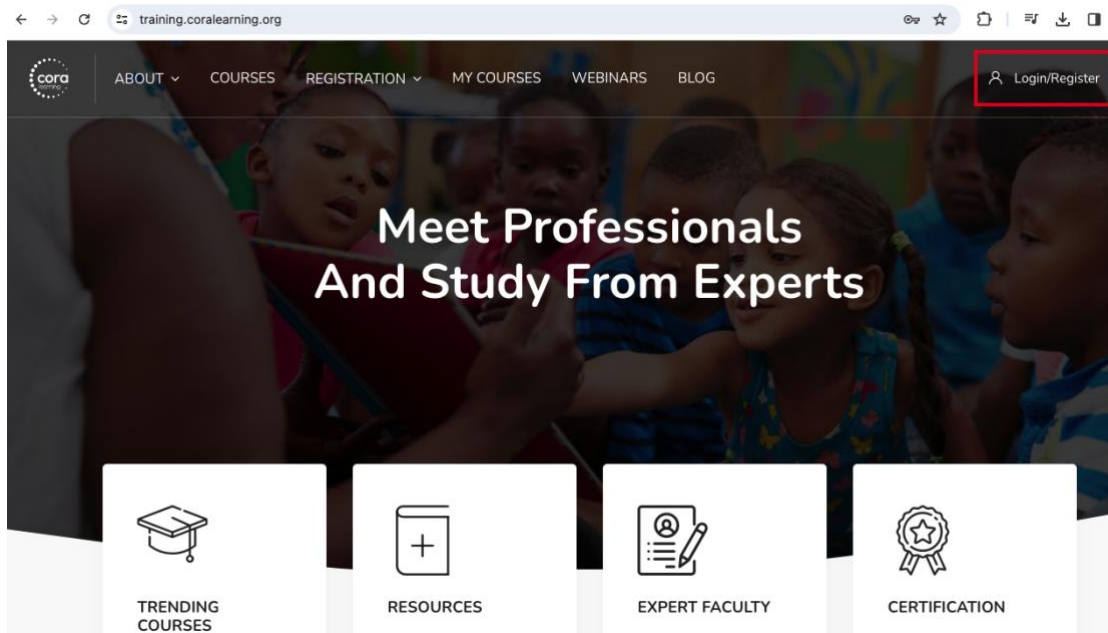 training.coralearning.org
cora
learning
ABOUT
COURSES
REGISTRATION
MY COURSES
WEBINARS
BLOG
Login/Register
Meet Professionals
And Study From Experts
TRENDING
COURSES
RESOURCES
EXPERT FACULTY
CERTIFICATION